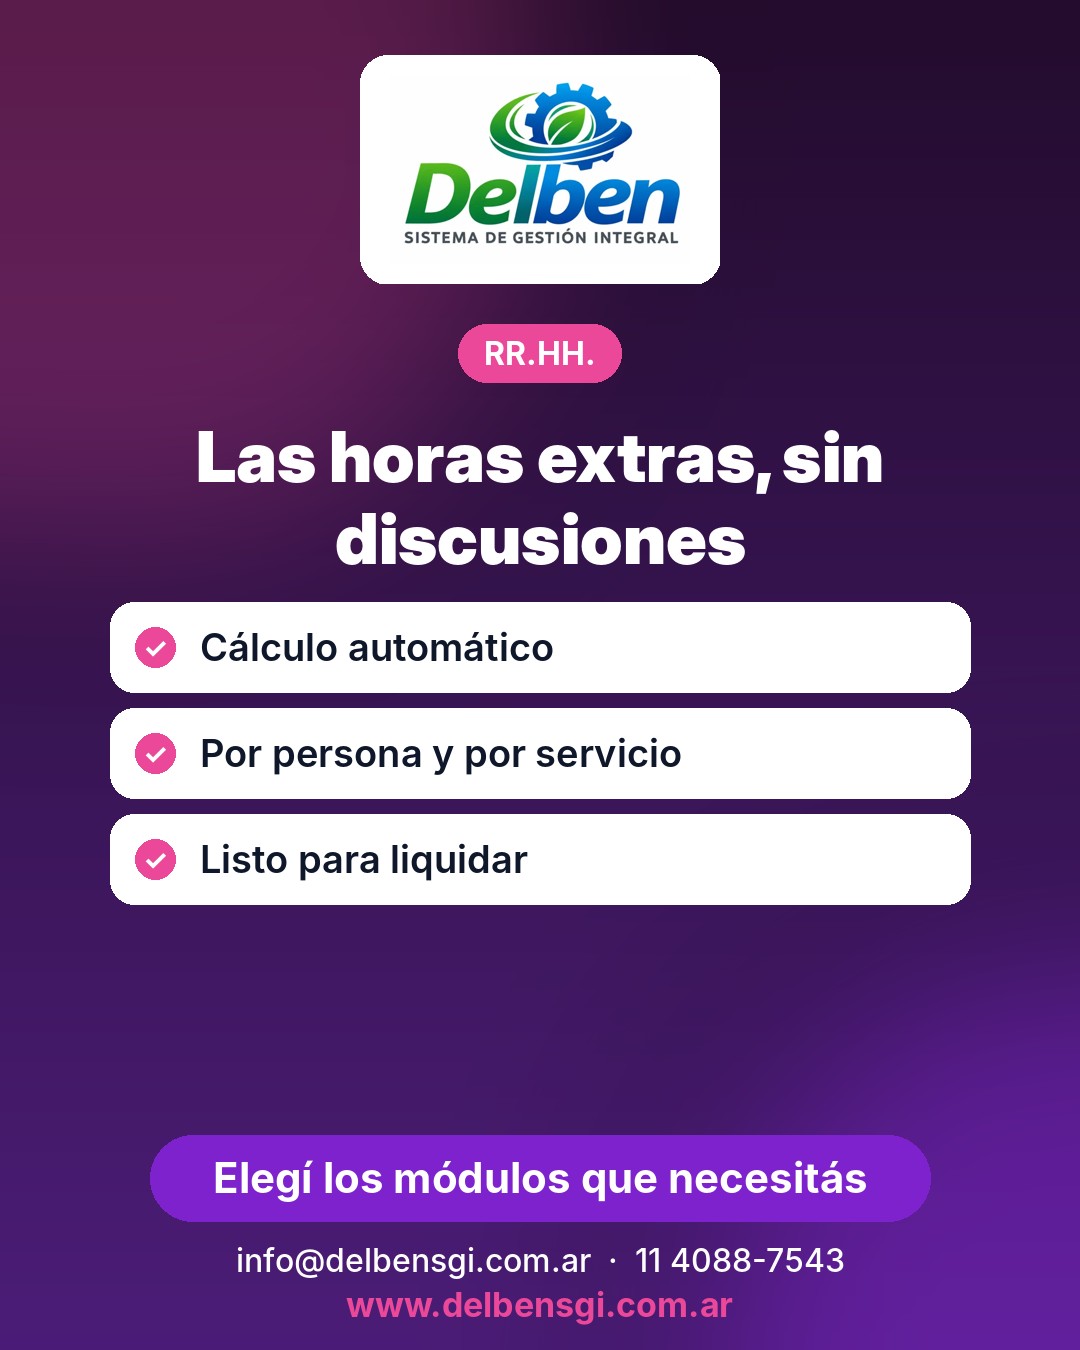 Delben
SISTEMA DE GESTIÓN INTEGRAL
RR.HH.
Las horas extras, sin
discusiones
Cálculo automático
Por persona y por servicio
Listo para liquidar
Elegí los módulos que necesitás
info@delbensgi.com.ar · 11 4088-7543
www.delbensgi.com.ar